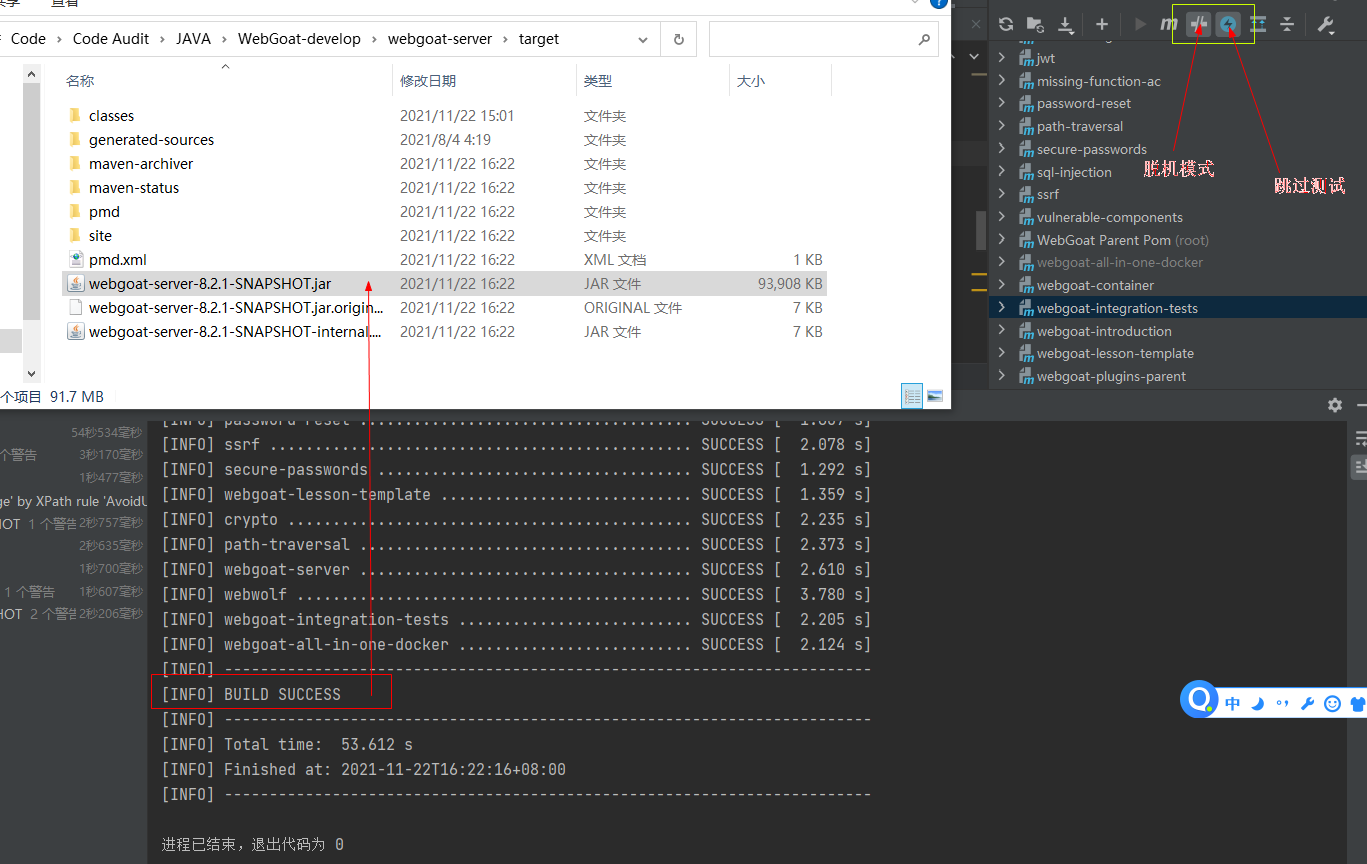 查看
Code › Code Audit › JAVA › WebGoat-develop › webgoat-server › target
名称 修改日期 类型 大小
classes 2021/11/22 15:01 文件夹
generated-sources 2021/8/4 4:19 文件夹
maven-archiver 2021/11/22 16:22 文件夹
maven-status 2021/11/22 16:22 文件夹
pmd 2021/11/22 16:22 文件夹
site 2021/11/22 16:22 文件夹
pmd.xml 2021/11/22 16:22 XML 文档 1 KB
webgoat-server-8.2.1-SNAPSHOT.jar 2021/11/22 16:22 JAR 文件 93,908 KB
webgoat-server-8.2.1-SNAPSHOT.jar.origin... 2021/11/22 16:22 ORIGINAL 文件 7 KB
webgoat-server-8.2.1-SNAPSHOT-internal.... 2021/11/22 16:22 JAR 文件 7 KB
个项目 91.7 MB
jwt
missing-function-ac
password-reset
path-traversal
secure-passwords
sql-injection
ssrf
vulnerable-components
WebGoat Parent Pom (root)
webgoat-all-in-one-docker
webgoat-container
webgoat-integration-tests
webgoat-introduction
webgoat-lesson-template
webgoat-plugins-parent
脱机模式
跳过测试
54秒534毫秒
个警告 3秒170毫秒
1秒477毫秒
ge' by XPath rule 'AvoidU
HOT 1 个警告 2秒757毫秒
2秒635毫秒
1秒700毫秒
1 个警告 1秒607毫秒
HOT 2 个警告 2秒206毫秒
[INFO] ssrf ............................................... SUCCESS [  2.078 s]
[INFO] secure-passwords ................................... SUCCESS [  1.292 s]
[INFO] webgoat-lesson-template ............................ SUCCESS [  1.359 s]
[INFO] crypto ............................................. SUCCESS [  2.235 s]
[INFO] path-traversal ..................................... SUCCESS [  2.373 s]
[INFO] webgoat-server ..................................... SUCCESS [  2.610 s]
[INFO] webwolf ............................................ SUCCESS [  3.780 s]
[INFO] webgoat-integration-tests .......................... SUCCESS [  2.205 s]
[INFO] webgoat-all-in-one-docker .......................... SUCCESS [  2.124 s]
[INFO] ------------------------------------------------------------------------
[INFO] BUILD SUCCESS
[INFO] ------------------------------------------------------------------------
[INFO] Total time:  53.612 s
[INFO] Finished at: 2021-11-22T16:22:16+08:00
[INFO] ------------------------------------------------------------------------
进程已结束，退出代码为 0
中